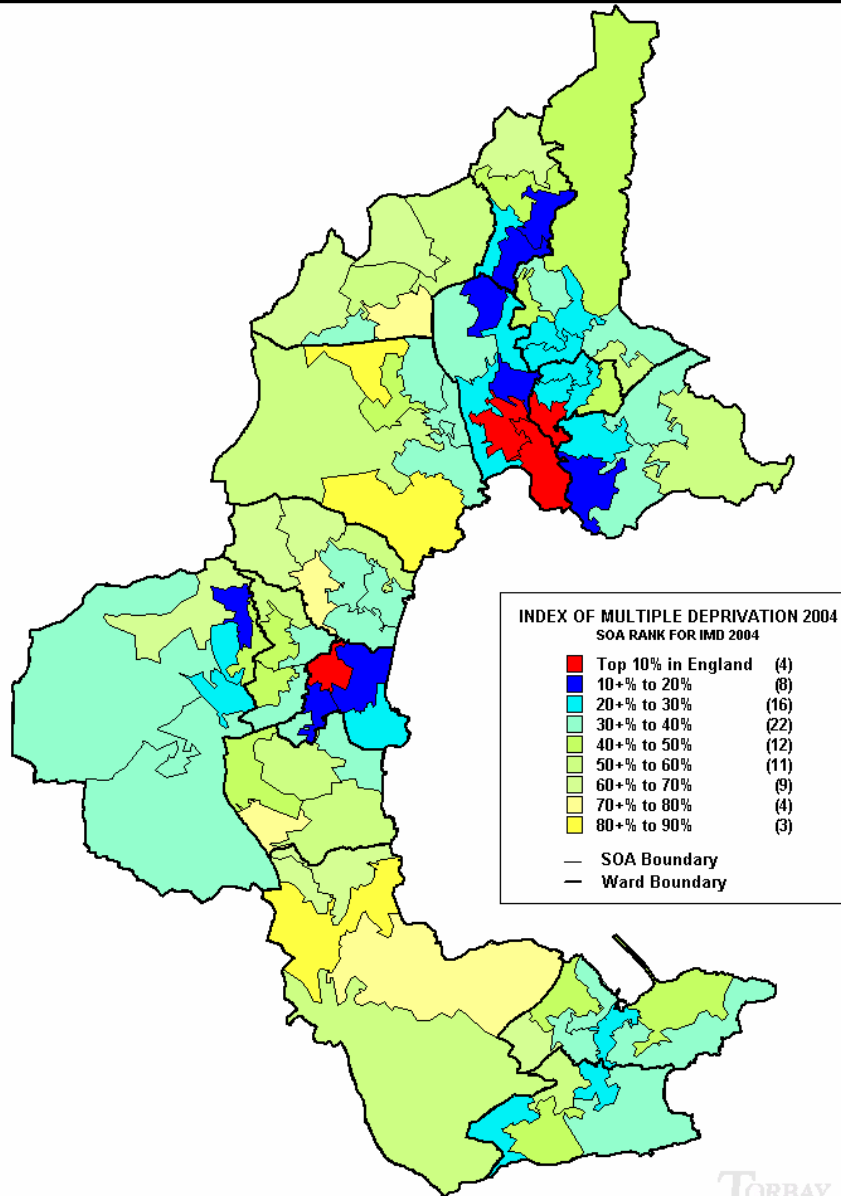 INDEX OF MULTIPLE DEPRIVATION 2004
SOA RANK FOR IMD 2004
Top 10% in England (4)
10+% to 20% (8)
20+% to 30% (16)
30+% to 40% (22)
40+% to 50% (12)
50+% to 60% (11)
60+% to 70% (9)
70+% to 80% (4)
80+% to 90% (3)
SOA Boundary
Ward Boundary
TORBAY